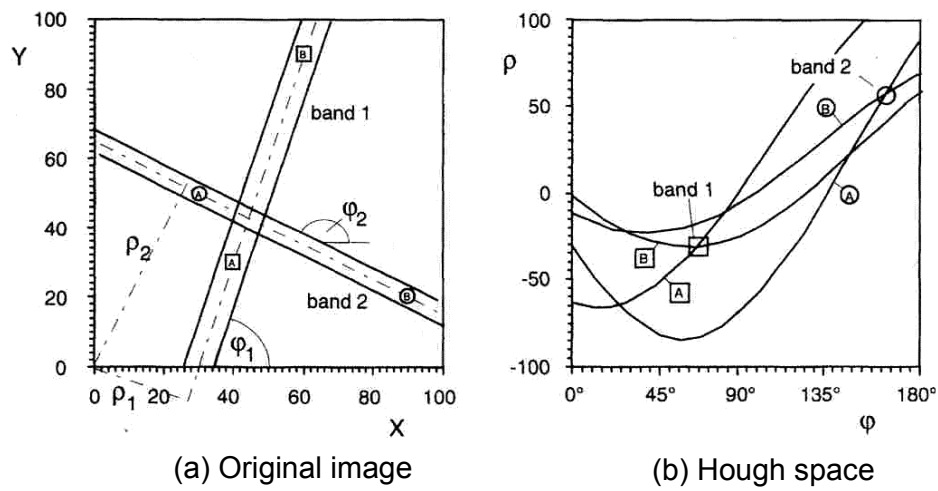 100
Y
80
60
40
20
0
B
A
A
B
band 1
band 2
φ2
φ1
ρ2
ρ1
0 20 40 60 80 100
X
(a) Original image
100
ρ
50
0
-50
-100
band 2
B
band 1
A
B
A
0° 45° 90° 135° 180°
φ
(b) Hough space